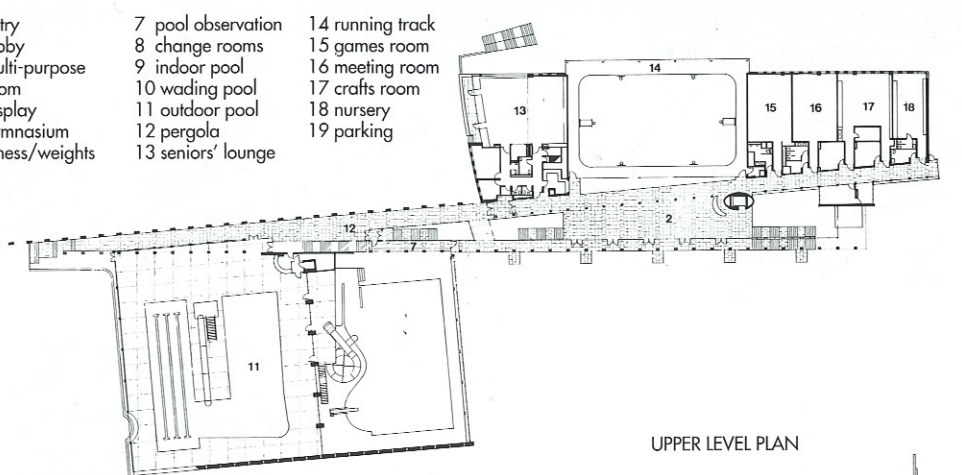 try
7 pool observation
14 running track
bby
8 change rooms
15 games room
ulti-purpose
9 indoor pool
16 meeting room
om
10 wading pool
17 crafts room
splay
11 outdoor pool
18 nursery
mnasium
12 pergola
19 parking
ness/weights
13 seniors' lounge
14
13
15
16
17
18
2
12
7
11
UPPER LEVEL PLAN